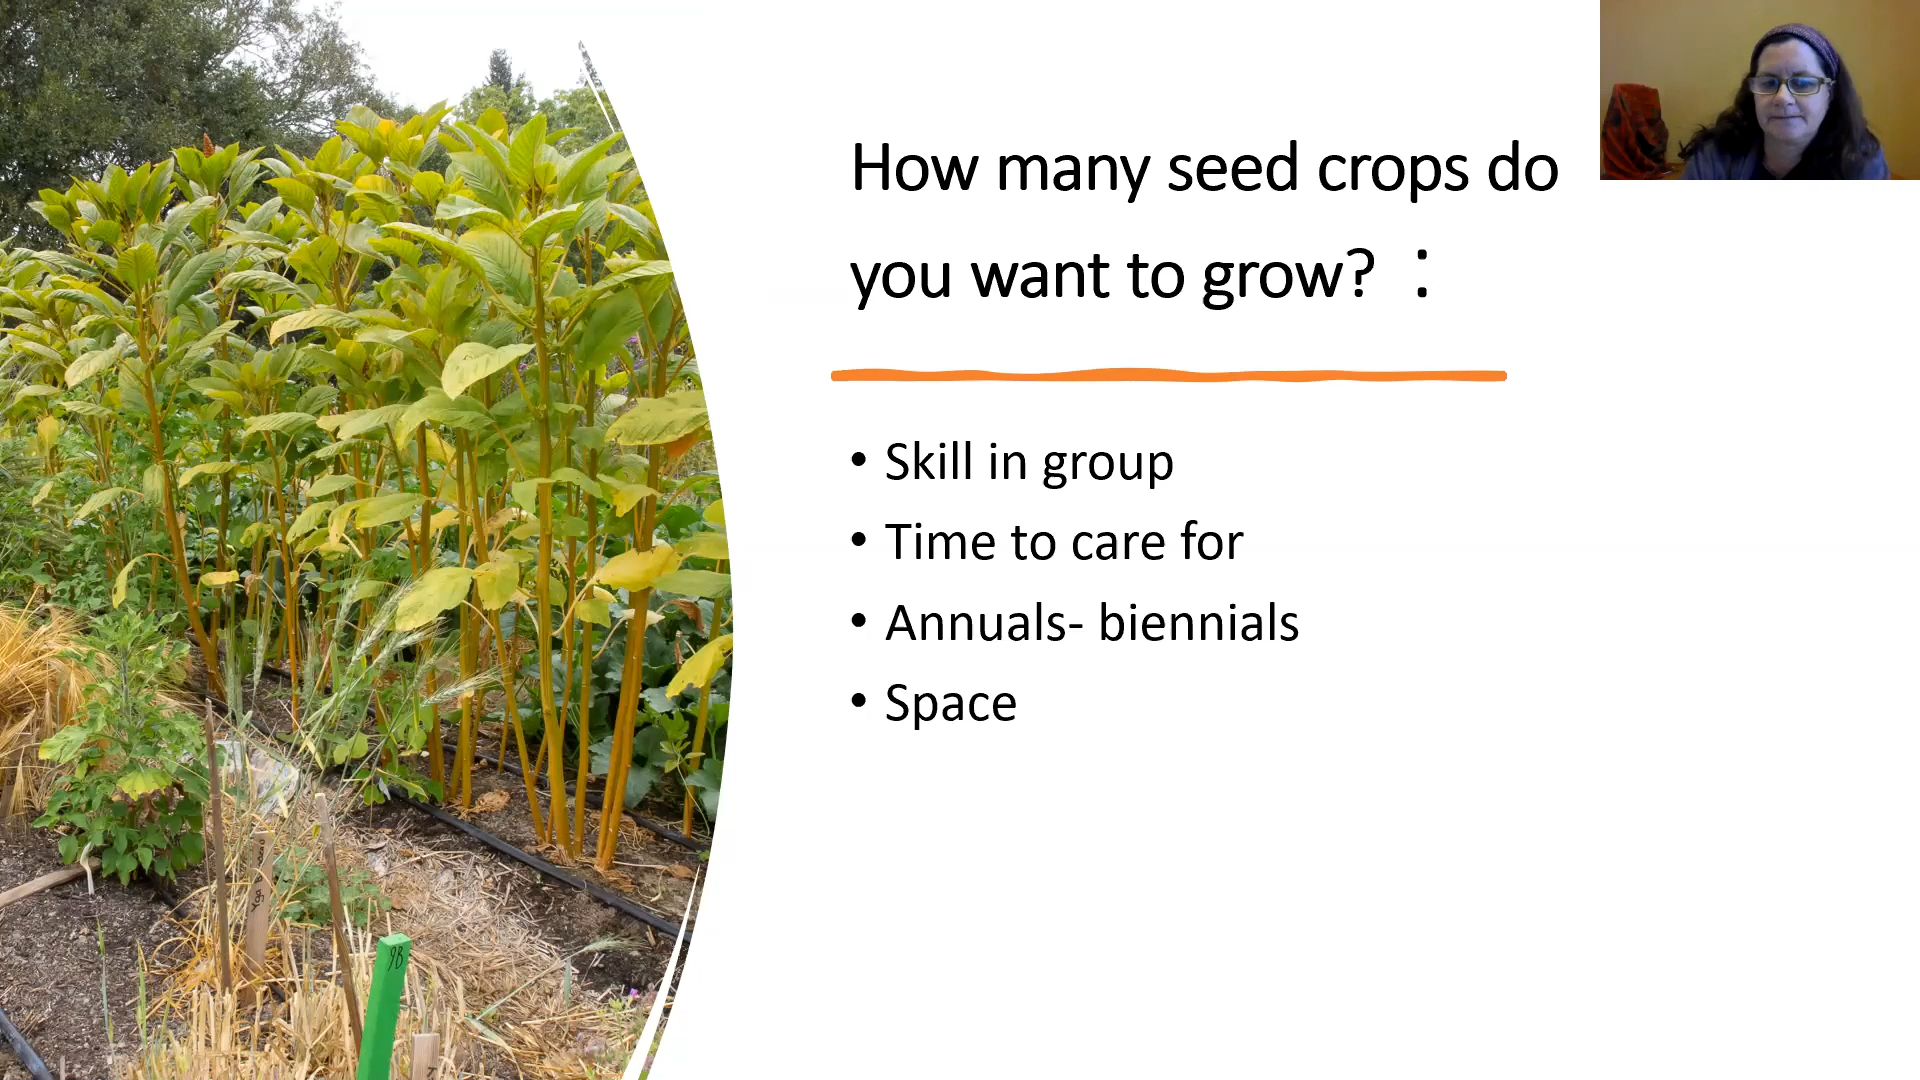 How many seed crops do
you want to grow? :
• Skill in group
• Time to care for
• Annuals- biennials
• Space
9B